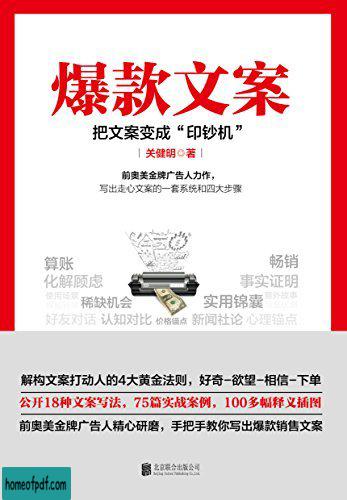 爆款文案
把文案变成“印钞机”
|关健明◎著|
前奥美金牌广告人力作，
写出走心文案的一套系统和四大步骤
算账 畅销
化解顾虑 事实证明
使用场景 意外故事
稀缺机会 实用锦囊
好友对话 认知对比 价格锚点 新闻社论 心理锚点
解构文案打动人的4大黄金法则，好奇-欲望-相信-下单
公开18种文案写法，75篇实战案例，100多幅释义插图
前奥美金牌广告人精心研磨，手把手教你写出爆款销售文案
北京联合出版公司
homeofpdf.com